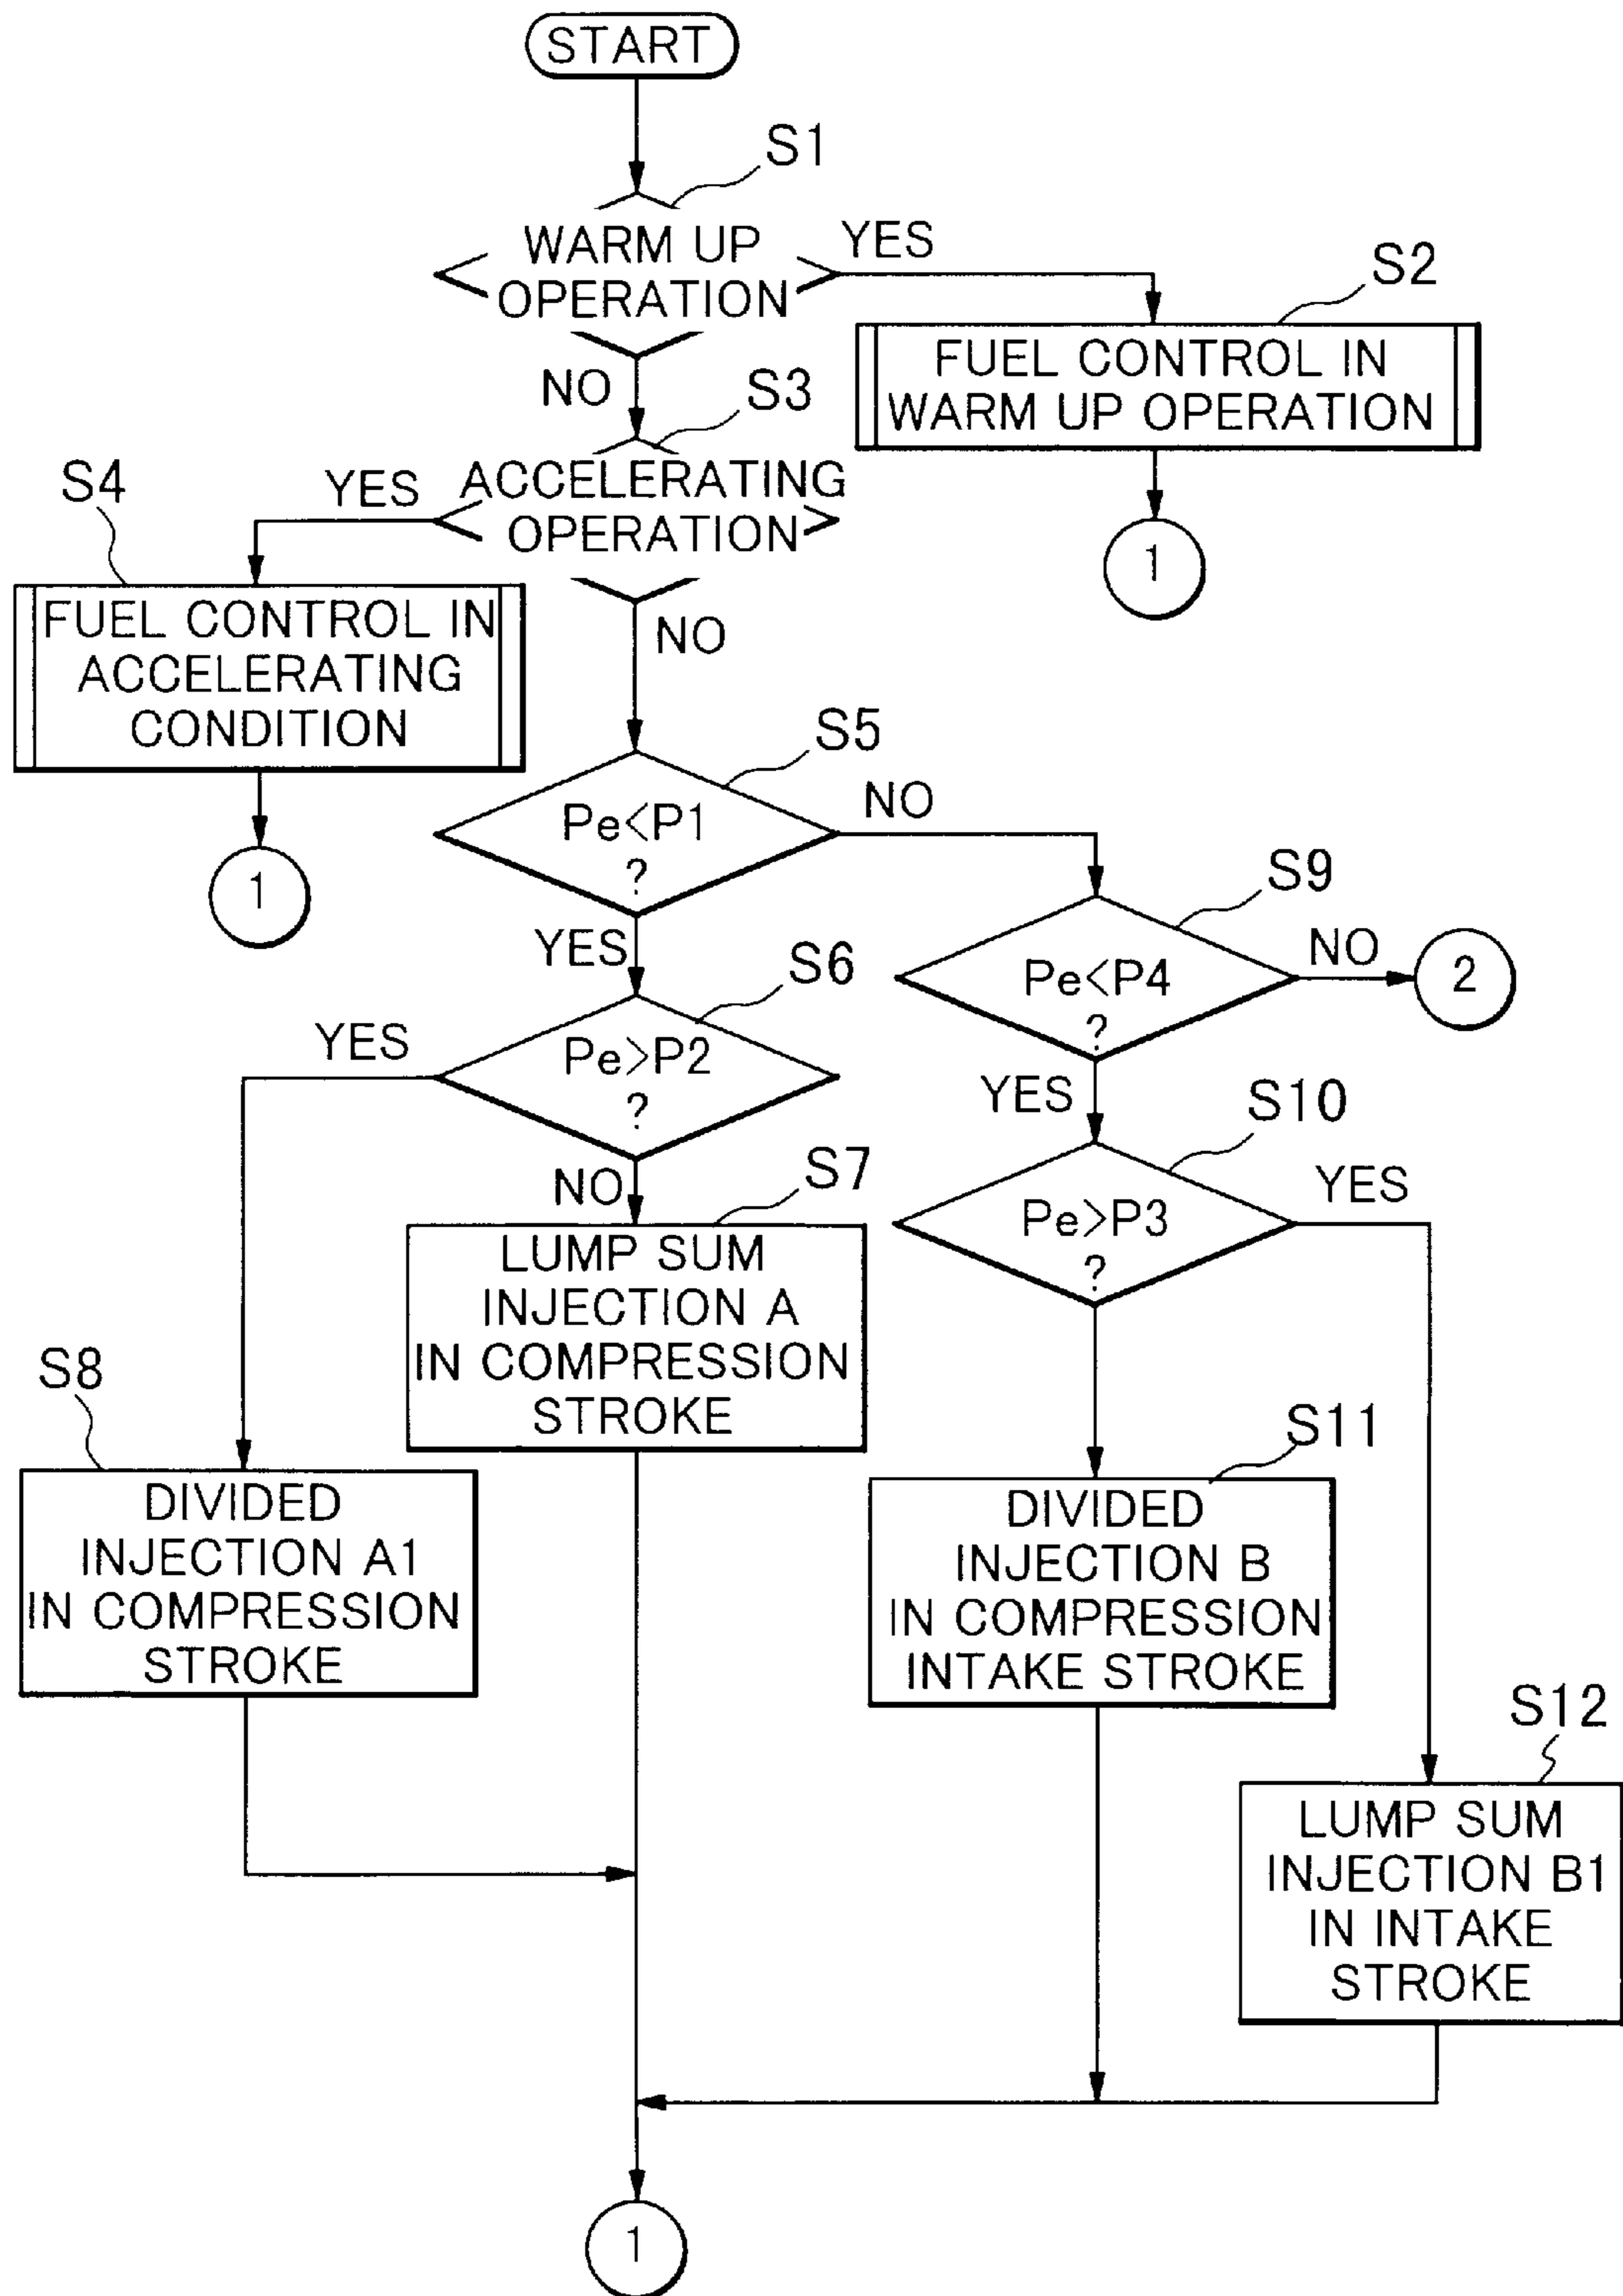 START
S1
WARM UP
OPERATION
YES
S2
FUEL CONTROL IN
WARM UP OPERATION
1
NO
S3
ACCELERATING
OPERATION
YES
S4
FUEL CONTROL IN
ACCELERATING
CONDITION
1
NO
S5
Pe<P1
?
NO
YES
S9
Pe<P4
?
NO
2
S6
Pe>P2
?
YES
NO
YES
S10
Pe>P3
?
YES
S7
LUMP SUM
INJECTION A
IN COMPRESSION
STROKE
S8
DIVIDED
INJECTION A1
IN COMPRESSION
STROKE
S11
DIVIDED
INJECTION B
IN COMPRESSION
INTAKE STROKE
S12
LUMP SUM
INJECTION B1
IN INTAKE
STROKE
1